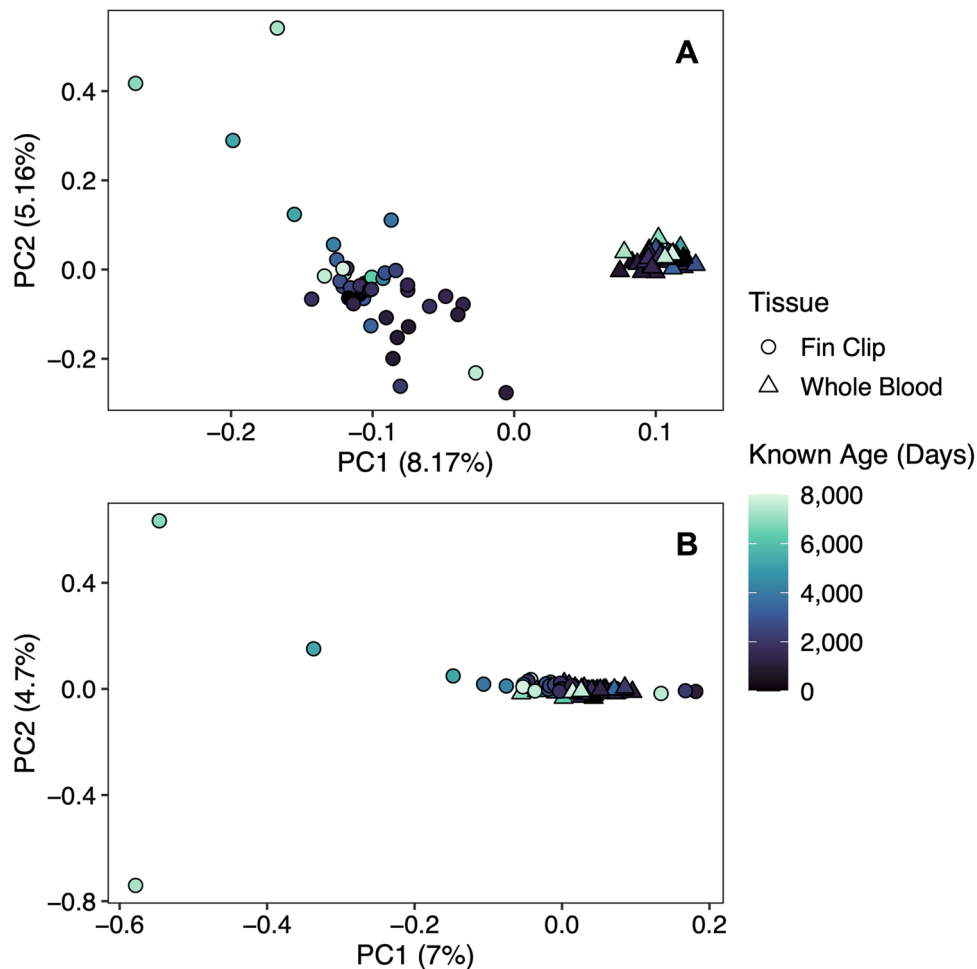 A
0.4
0.2
0.0
−0.2
PC2 (5.16%)
−0.2
−0.1
0.0
0.1
PC1 (8.17%)
B
0.4
0.0
−0.4
−0.8
PC2 (4.7%)
−0.6
−0.4
−0.2
0.0
0.2
PC1 (7%)
Tissue
Fin Clip
Whole Blood
Known Age (Days)
8,000
6,000
4,000
2,000
0